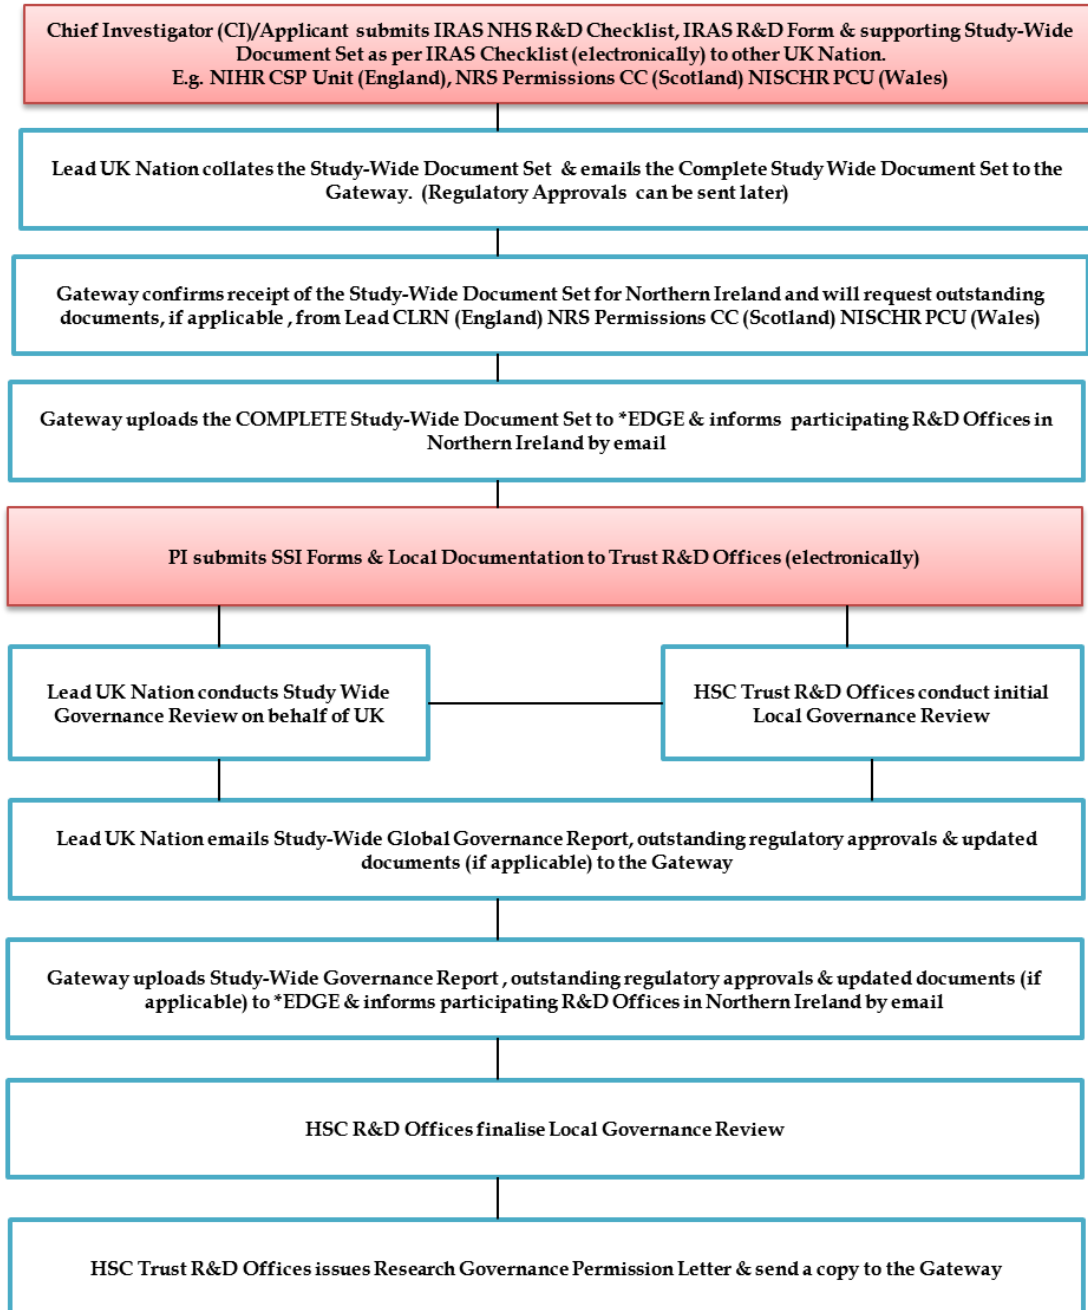 Chief Investigator (CI)/Applicant submits IRAS NHS R&D Checklist, IRAS R&D Form & supporting Study-Wide
Document Set as per IRAS Checklist (electronically) to other UK Nation.
E.g. NIHR CSP Unit (England), NRS Permissions CC (Scotland) NISCHR PCU (Wales)
Lead UK Nation collates the Study-Wide Document Set & emails the Complete Study Wide Document Set to the
Gateway. (Regulatory Approvals can be sent later)
Gateway confirms receipt of the Study-Wide Document Set for Northern Ireland and will request outstanding
documents, if applicable , from Lead CLRN (England) NRS Permissions CC (Scotland) NISCHR PCU (Wales)
Gateway uploads the COMPLETE Study-Wide Document Set to *EDGE & informs participating R&D Offices in
Northern Ireland by email
PI submits SSI Forms & Local Documentation to Trust R&D Offices (electronically)
Lead UK Nation conducts Study Wide
Governance Review on behalf of UK
HSC Trust R&D Offices conduct initial
Local Governance Review
Lead UK Nation emails Study-Wide Global Governance Report, outstanding regulatory approvals & updated
documents (if applicable) to the Gateway
Gateway uploads Study-Wide Governance Report , outstanding regulatory approvals & updated documents (if
applicable) to *EDGE & informs participating R&D Offices in Northern Ireland by email
HSC R&D Offices finalise Local Governance Review
HSC Trust R&D Offices issues Research Governance Permission Letter & send a copy to the Gateway